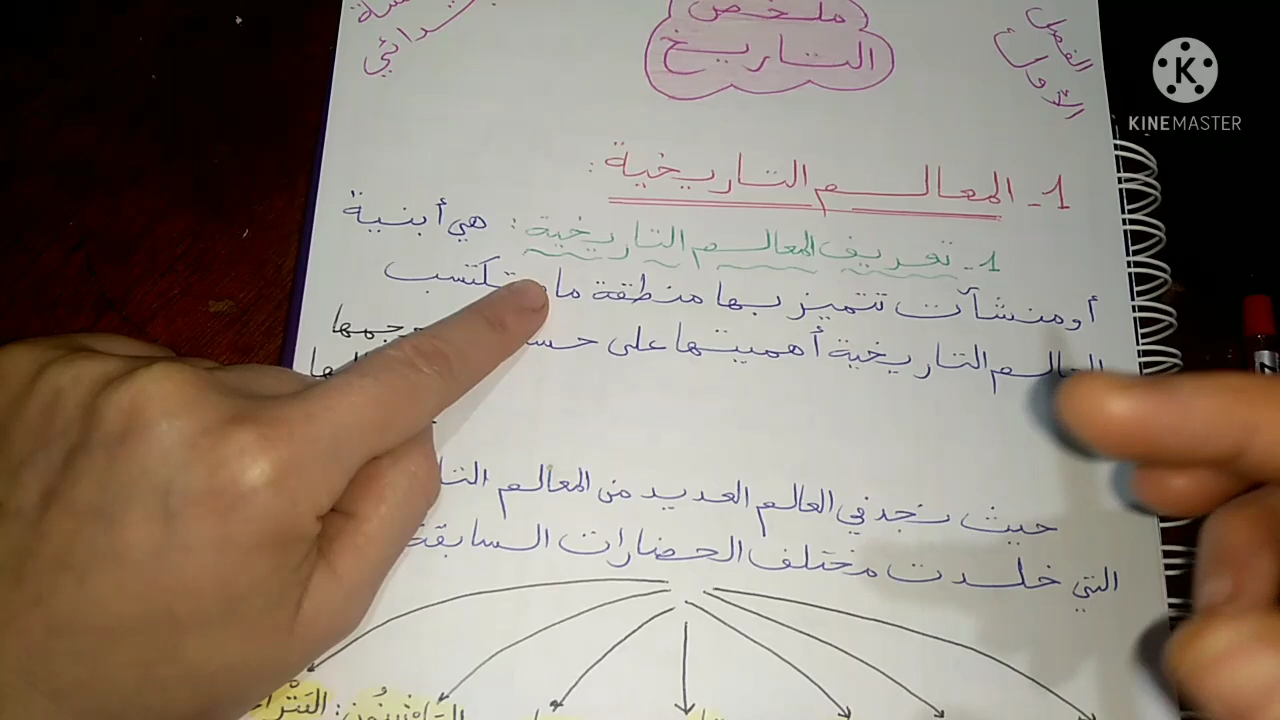 ملخص
التاريخ
الفصل
الأول
KINEMASTER
1- المعالم التاريخية:
1- تعريف المعالم التاريخية: هي أبنية
أو منشآت تتميز بها منطقة ما تكتسب
المعالم التاريخية أهميتها على
حيث نجد في العالم العديد من المعالم
التي خلدت مختلف الحضارات السابقة